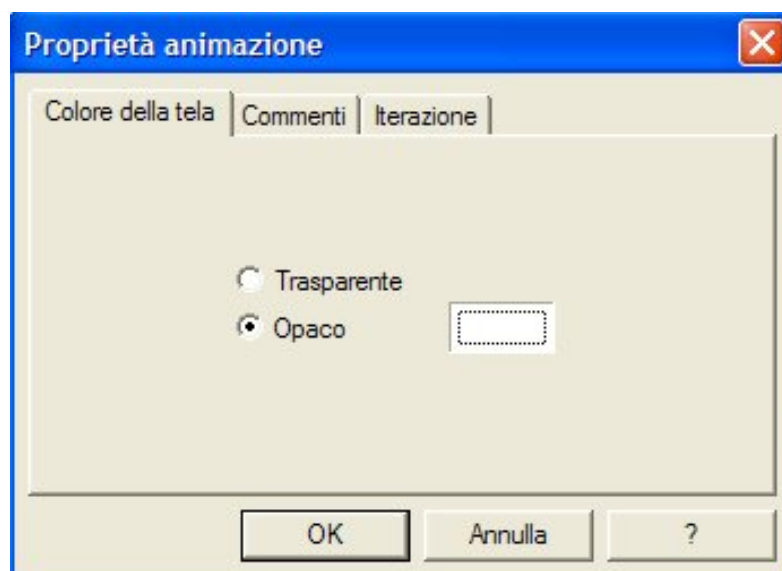 Proprietà animazione
Colore della tela Commenti Iterazione
Trasparente
Opaco
OK Annulla ?